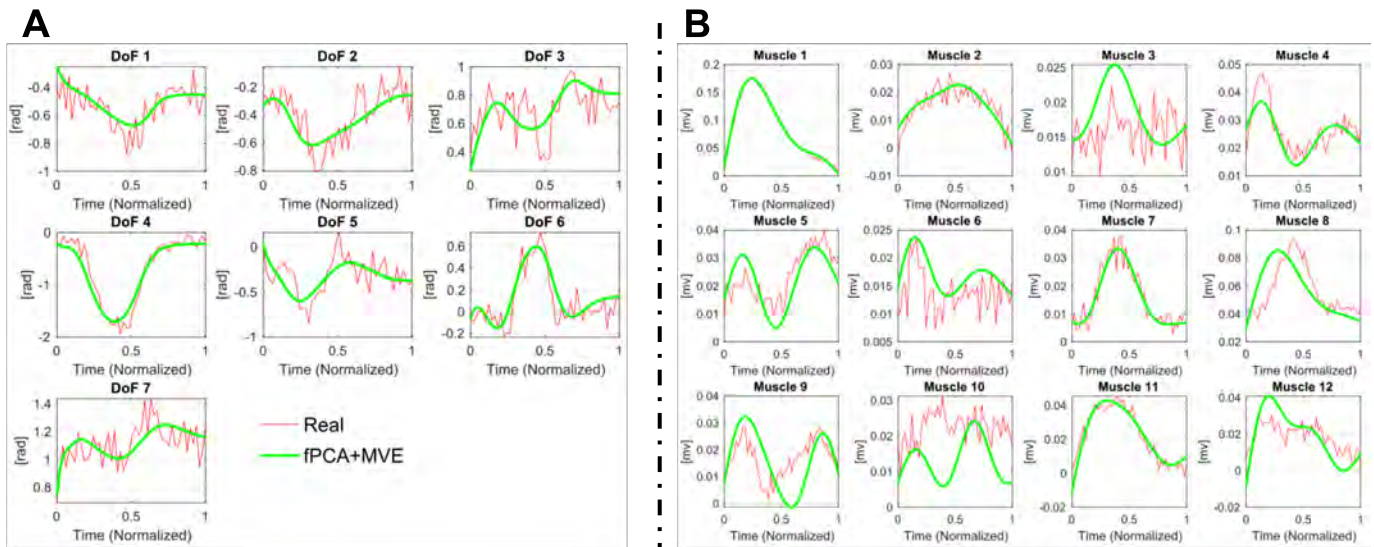 A
DoF 1
[rad]
-0.4
-0.6
-0.8
-1
0 0.5 1
Time (Normalized)
DoF 2
[rad]
-0.2
-0.4
-0.6
-0.8
0 0.5 1
Time (Normalized)
DoF 3
[rad]
1
0.8
0.6
0.4
0 0.5 1
Time (Normalized)
DoF 4
[rad]
0
-1
-2
0 0.5 1
Time (Normalized)
DoF 5
[rad]
0
-0.5
-1
0 0.5 1
Time (Normalized)
DoF 6
[rad]
0.6
0.4
0.2
0
-0.2
0 0.5 1
Time (Normalized)
DoF 7
[rad]
1.4
1.2
1
0.8
0 0.5 1
Time (Normalized)
Real
fPCA+MVE
B
Muscle 1
[mv]
0.2
0.15
0.1
0.05
0
0 0.5 1
Time (Normalized)
Muscle 2
[mv]
0.03
0.02
0.01
0
-0.01
0 0.5 1
Time (Normalized)
Muscle 3
[mv]
0.025
0.02
0.015
0.01
0 0.5 1
Time (Normalized)
Muscle 4
[mv]
0.05
0.04
0.03
0.02
0.01
0 0.5 1
Time (Normalized)
Muscle 5
[mv]
0.04
0.03
0.02
0.01
0
0 0.5 1
Time (Normalized)
Muscle 6
[mv]
0.025
0.02
0.015
0.01
0.005
0 0.5 1
Time (Normalized)
Muscle 7
[mv]
0.04
0.03
0.02
0.01
0
0 0.5 1
Time (Normalized)
Muscle 8
[mv]
0.1
0.08
0.06
0.04
0.02
0 0.5 1
Time (Normalized)
Muscle 9
[mv]
0.04
0.03
0.02
0.01
0
0 0.5 1
Time (Normalized)
Muscle 10
[mv]
0.03
0.02
0.01
0
0 0.5 1
Time (Normalized)
Muscle 11
[mv]
0.04
0.02
0
-0.02
0 0.5 1
Time (Normalized)
Muscle 12
[mv]
0.04
0.02
0
-0.02
0 0.5 1
Time (Normalized)